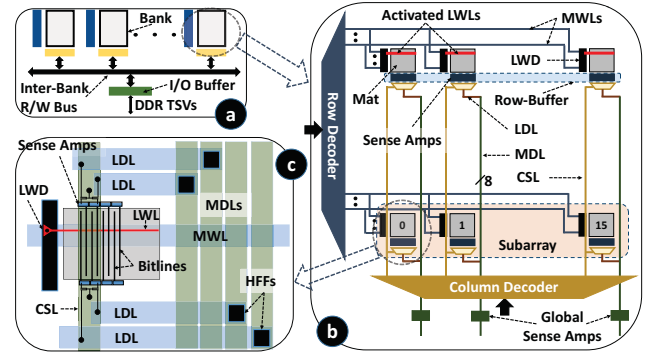 Bank
Inter-Bank
R/W Bus
I/O Buffer
DDR TSVs
a
Activated LWLs
MWLs
LWD
Mat
Row-Buffer
Sense Amps
LDL
MDL
CSL
8
Row Decoder
0
1
15
Subarray
Column Decoder
Global
Sense Amps
b
Sense Amps
LDL
LDL
c
LWD
MDLs
LWL
MWL
Bitlines
HFFs
CSL
LDL
LDL